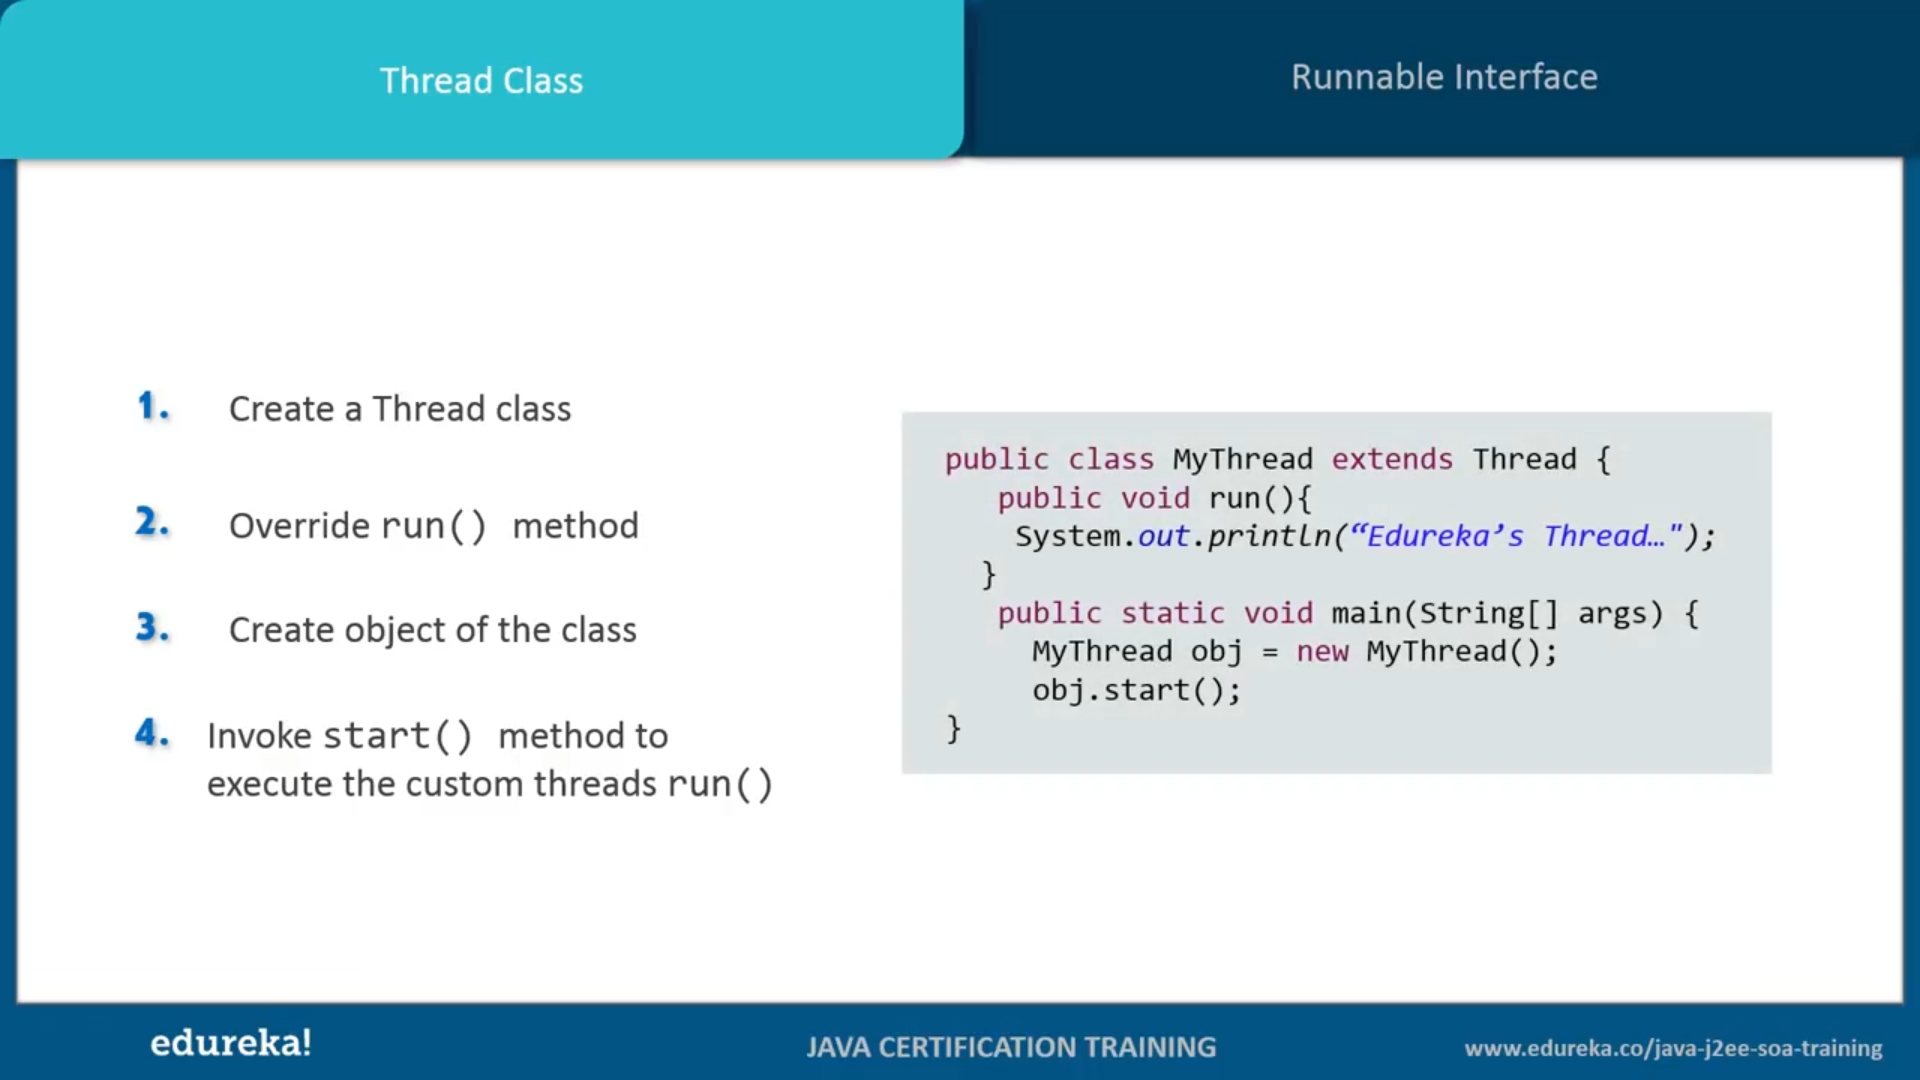 Thread Class
Runnable Interface
1. Create a Thread class
2. Override run() method
3. Create object of the class
4. Invoke start() method to
execute the custom threads run()
public class MyThread extends Thread {
public void run(){
System.out.println(“Edureka’s Thread…");
}
public static void main(String[] args) {
MyThread obj = new MyThread();
obj.start();
}
edureka!
JAVA CERTIFICATION TRAINING
www.edureka.co/java-j2ee-soa-training